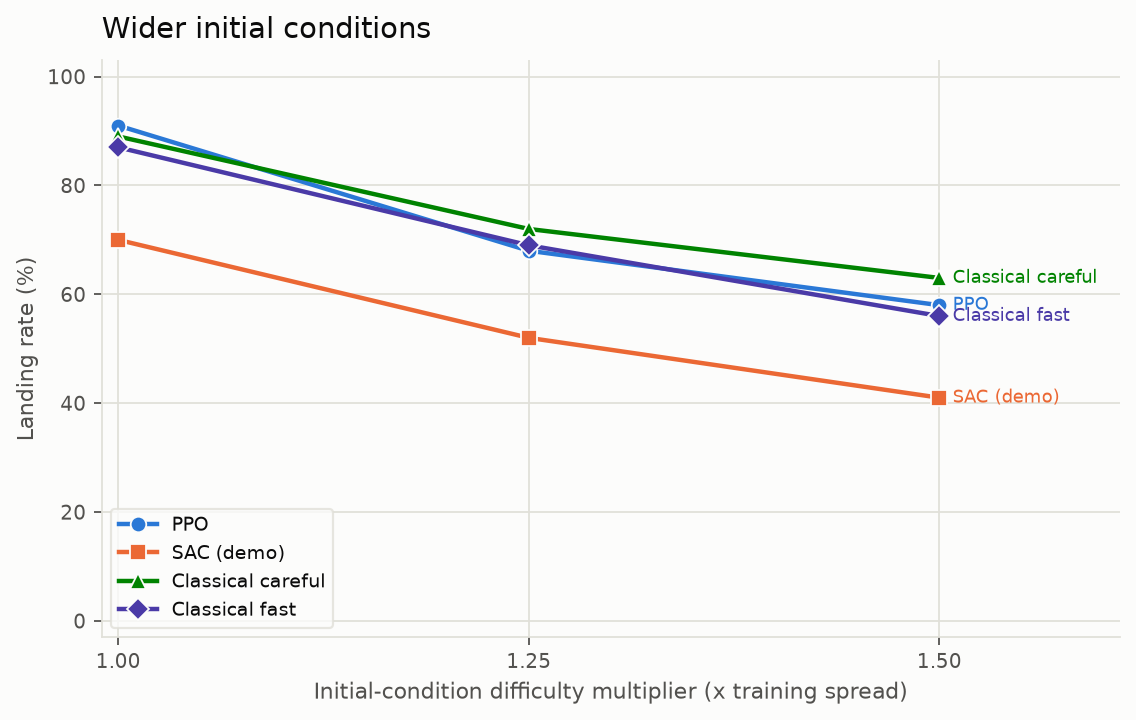 Wider initial conditions
Landing rate (%)
100
80
60
40
20
0
Classical careful
PPO
Classical fast
SAC (demo)
PPO
SAC (demo)
Classical careful
Classical fast
1.00
1.25
1.50
Initial-condition difficulty multiplier (x training spread)